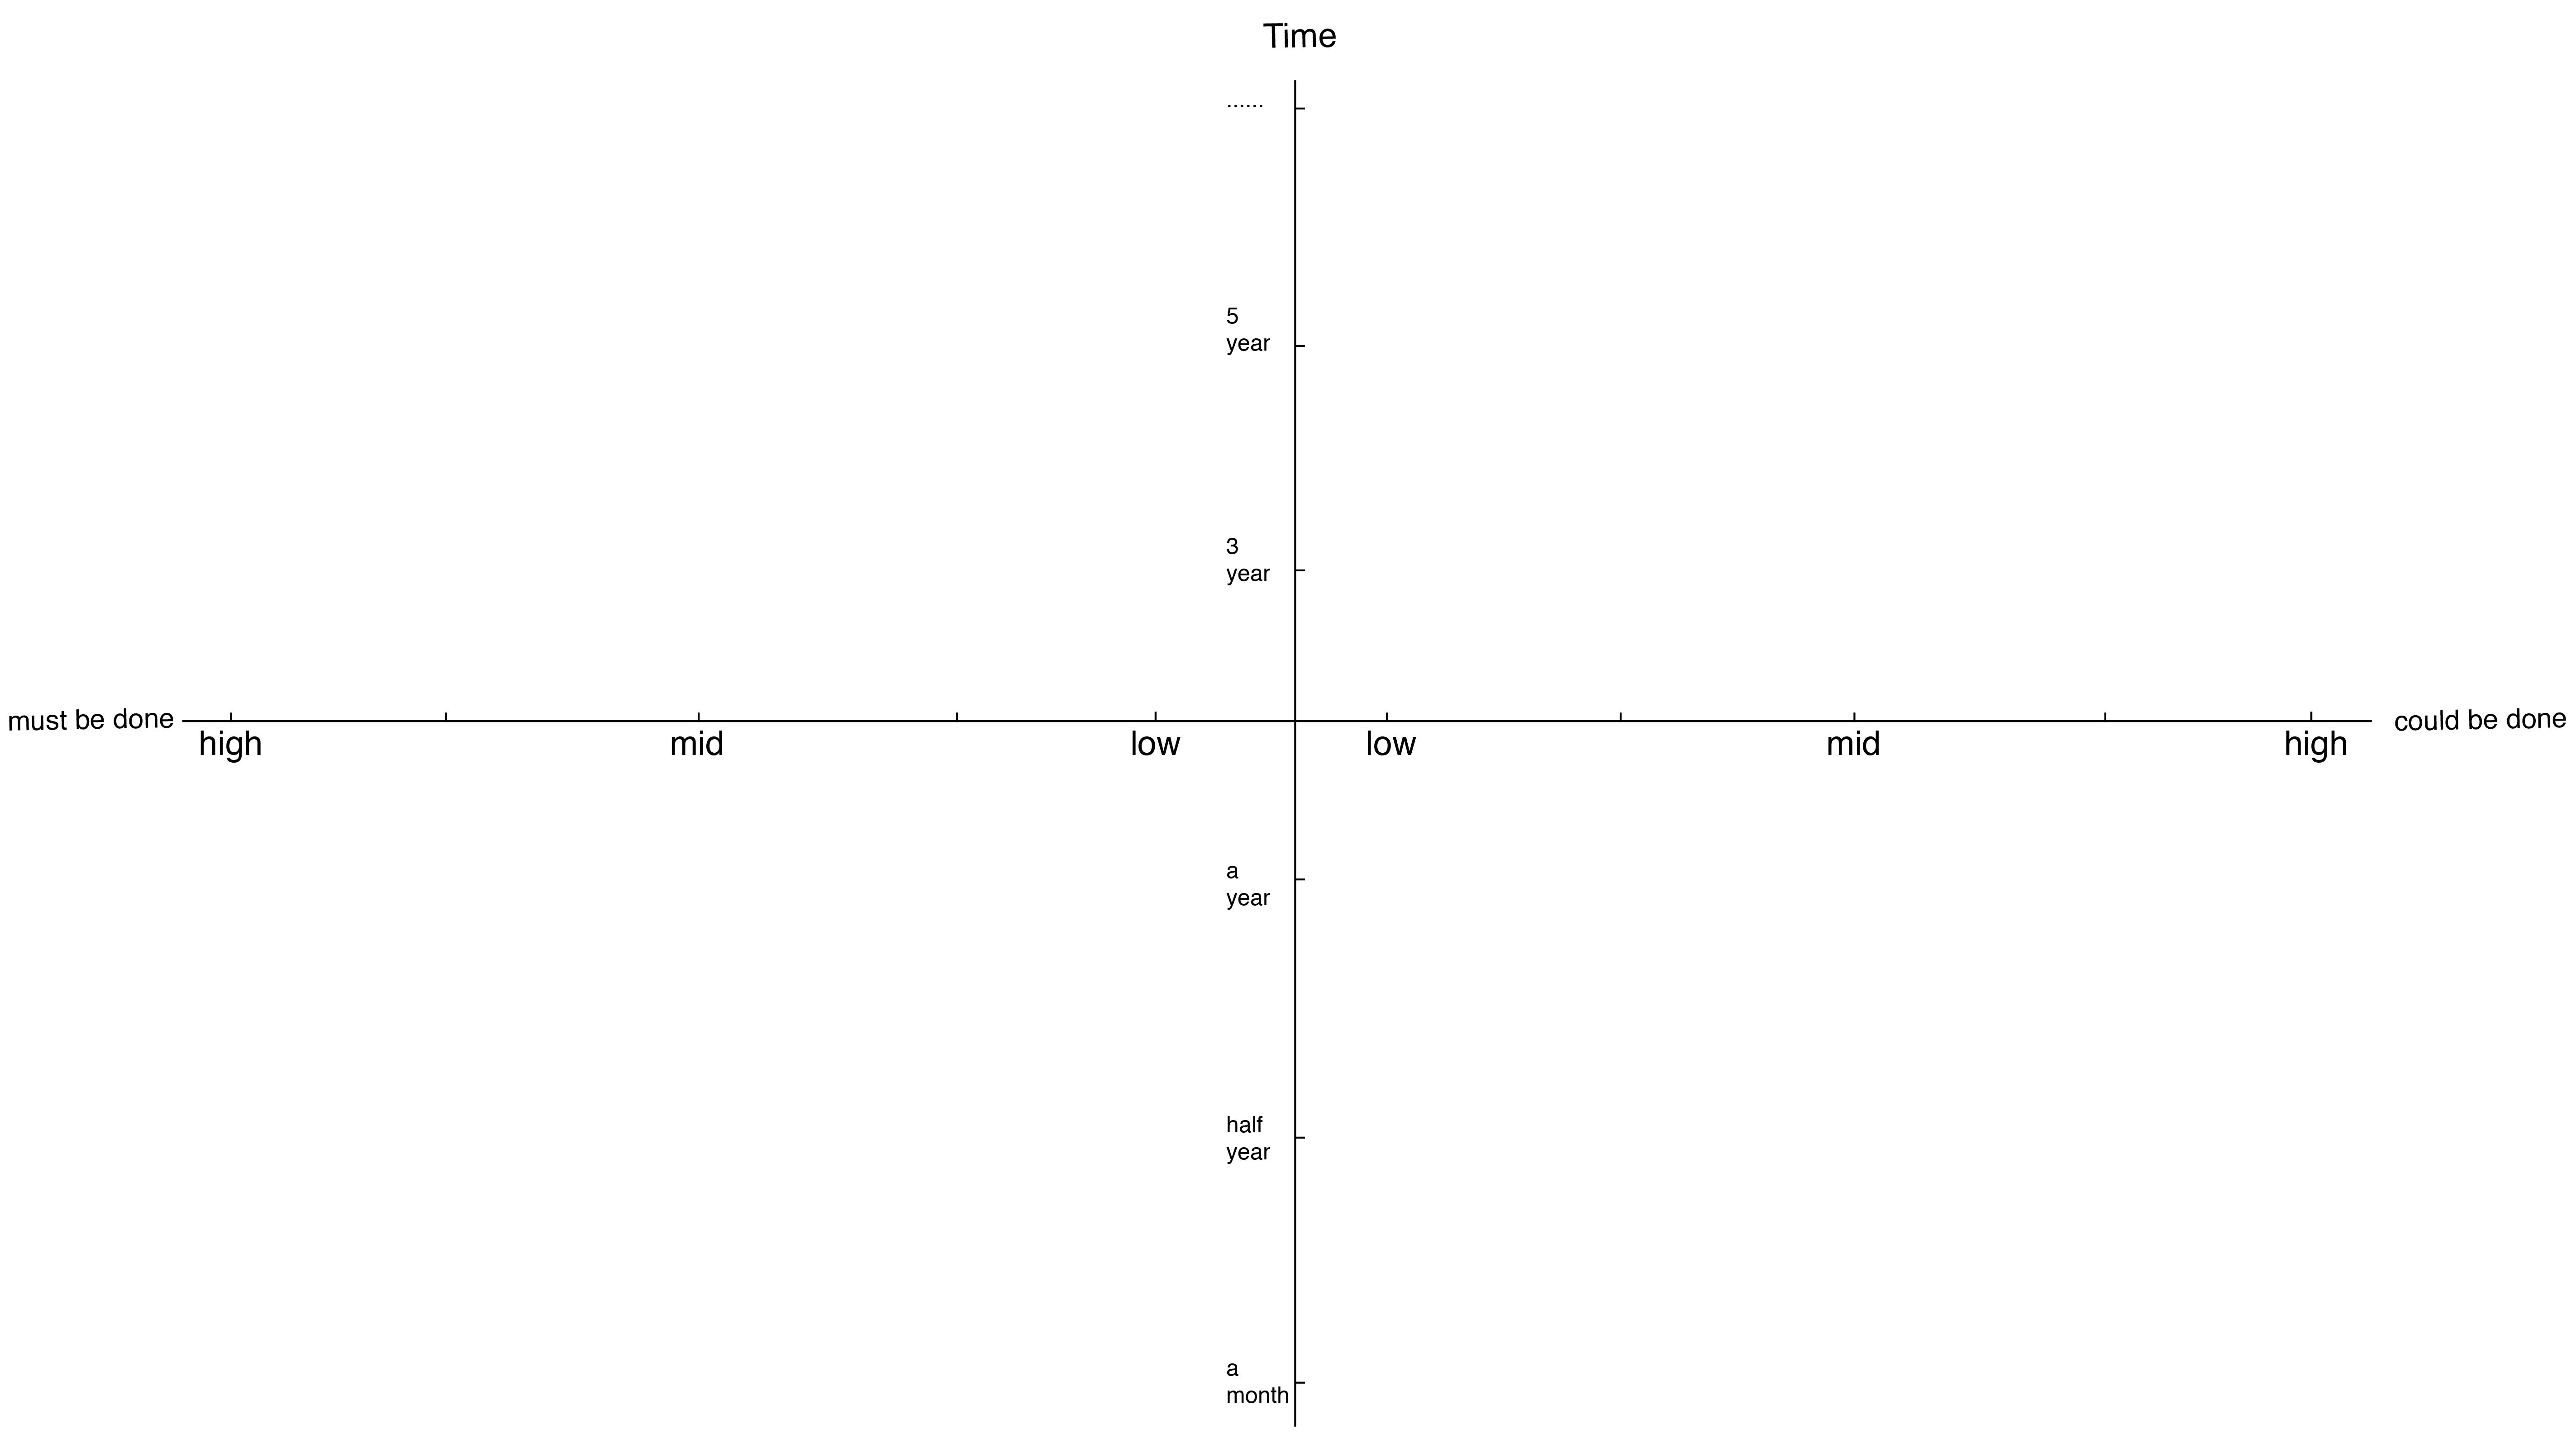 Time
......
5
year
3
year
must be done
could be done
high
mid
low
low
mid
high
a
year
half
year
a
month